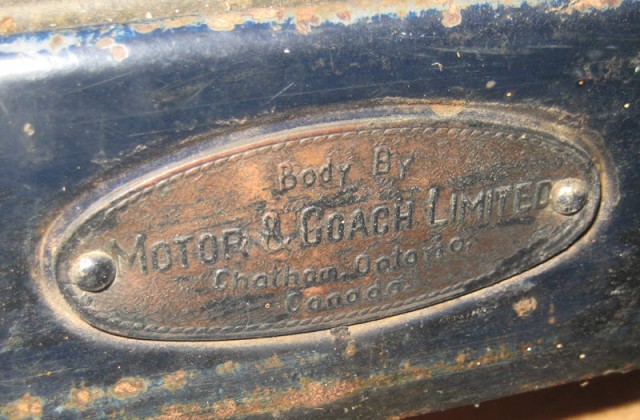 Body By
MOTOR & COACH LIMITED
Chatham, Ontario
Canada